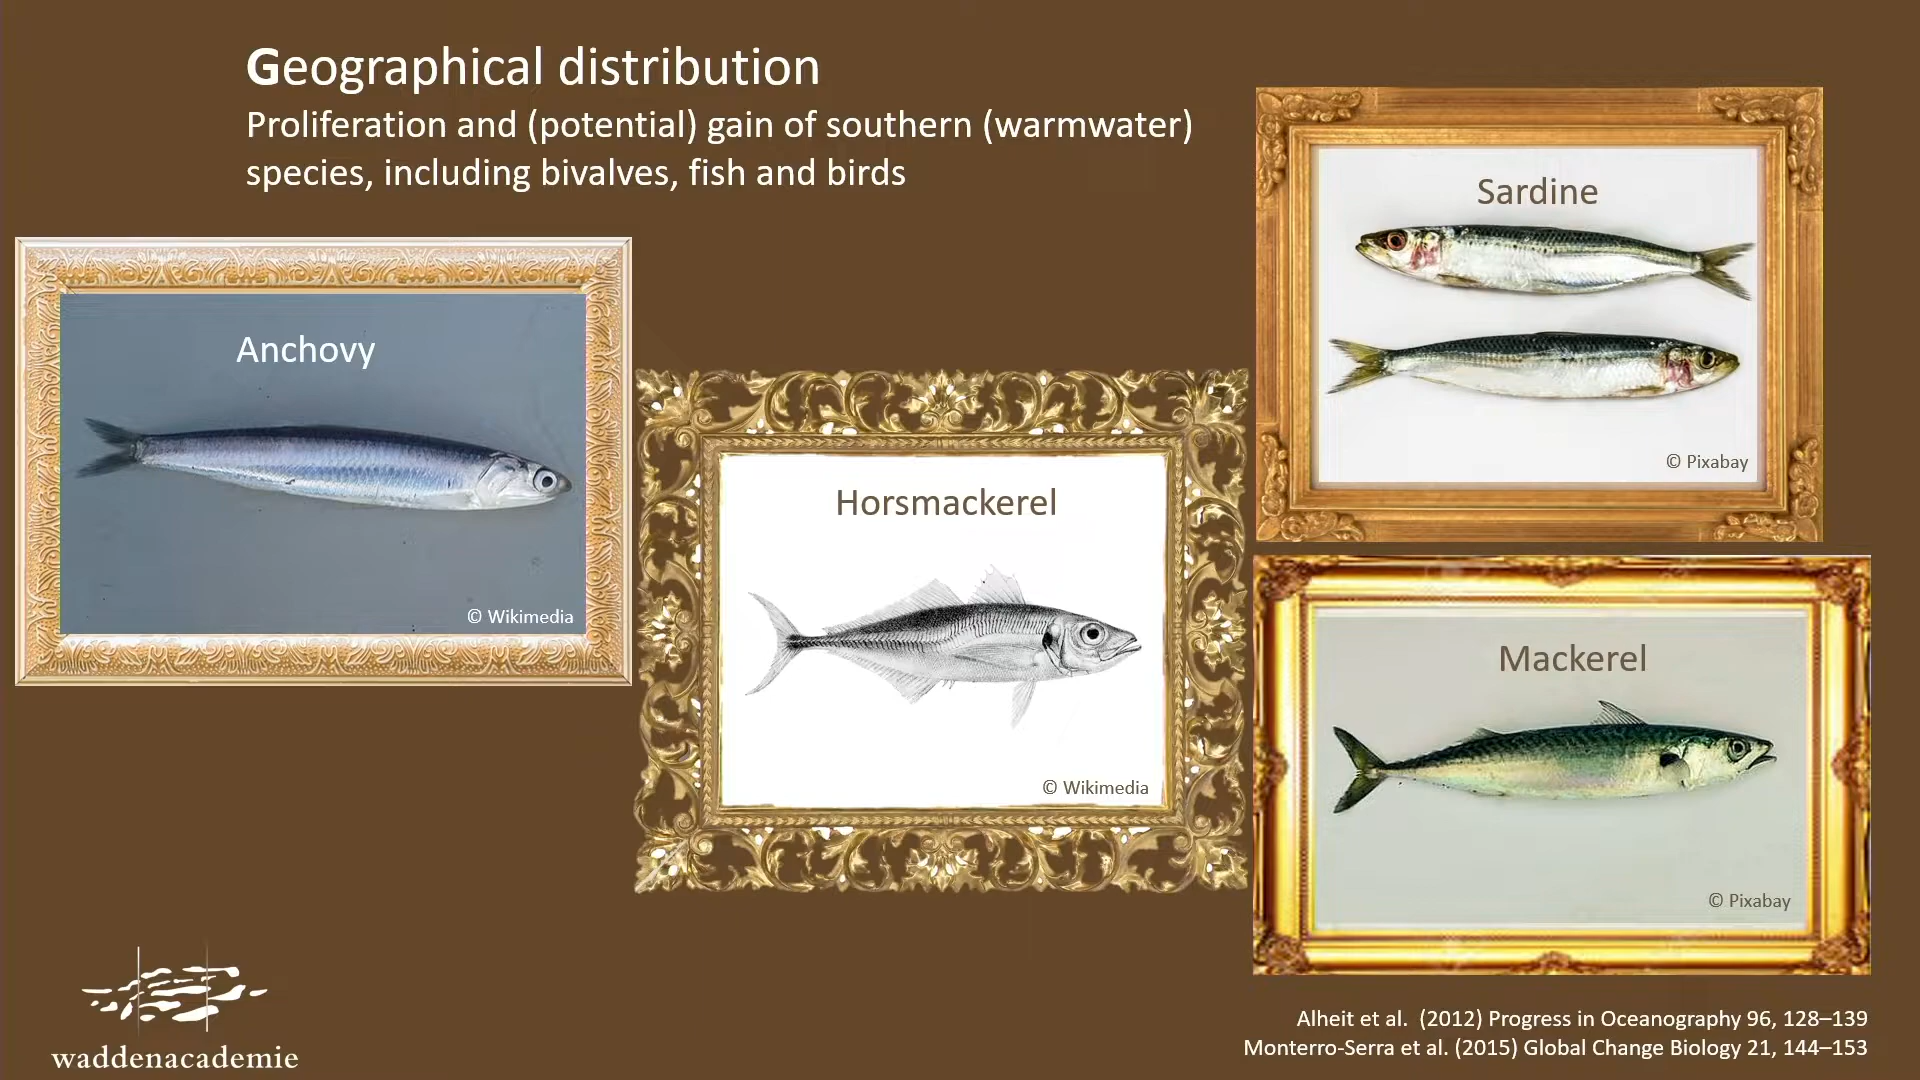 Geographical distribution
Proliferation and (potential) gain of southern (warmwater)
species, including bivalves, fish and birds
Anchovy
© Wikimedia
Horsmackerel
© Wikimedia
Sardine
© Pixabay
Mackerel
© Pixabay
waddenacademie
Alheit et al. (2012) Progress in Oceanography 96, 128–139
Monterro-Serra et al. (2015) Global Change Biology 21, 144–153